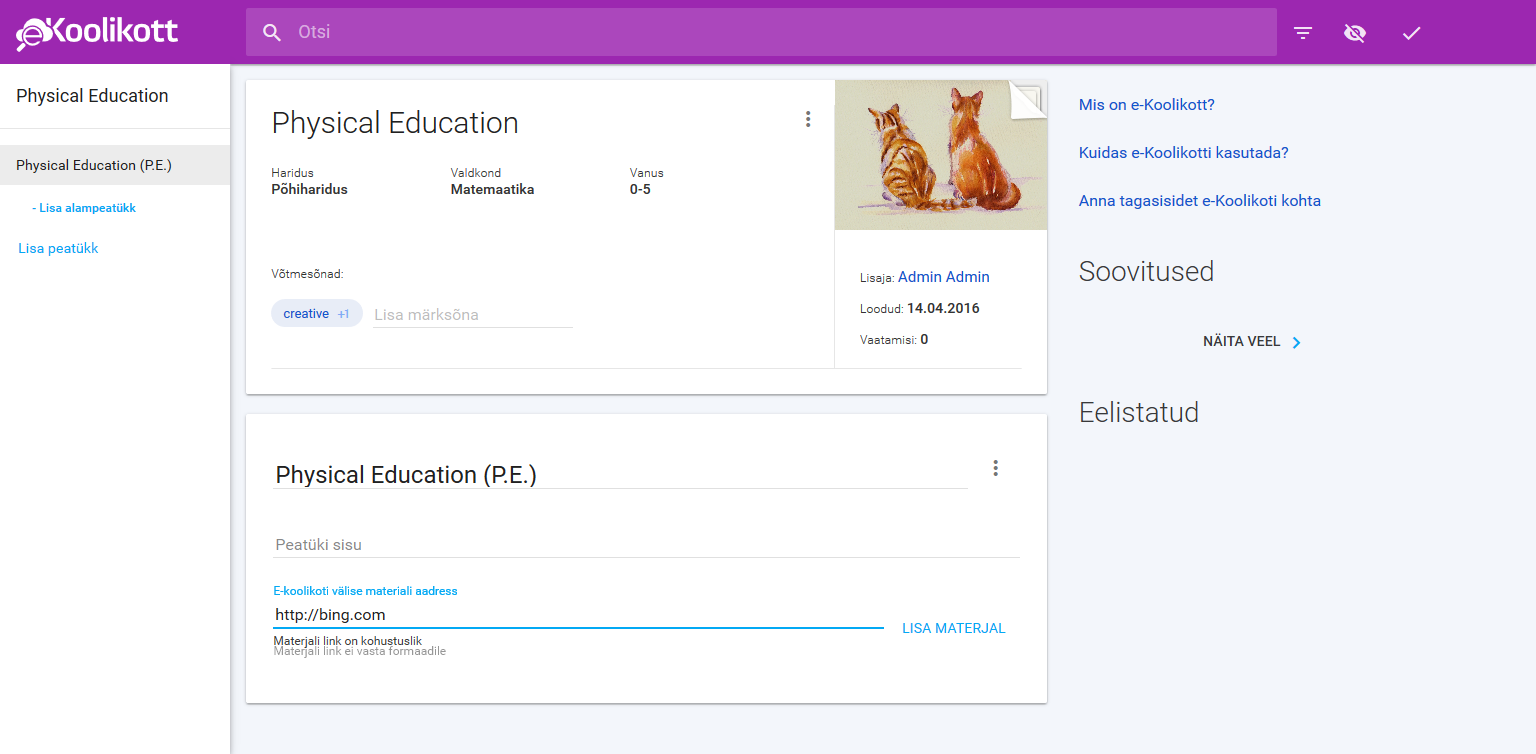 eKoolikott
Otsi
Physical Education
Physical Education (P.E.)
- Lisa alampeatükk
Lisa peatükk
Physical Education
Haridus
Põhiharidus
Valdkond
Matemaatika
Vanus
0-5
Võtmesõnad:
creative +1
Lisa märksõna
Lisaja: Admin Admin
Loodud: 14.04.2016
Vaatamisi: 0
Physical Education (P.E.)
Peatüki sisu
E-koolikoti välise materiali aadress
http://bing.com
LISA MATERJAL
Materjali link on kohustuslik
Materjali link ei vasta formaadile
Mis on e-Koolikott?
Kuidas e-Koolikotti kasutada?
Anna tagasisidet e-Koolikoti kohta
Soovitused
NÄITA VEEL
Eelistatud